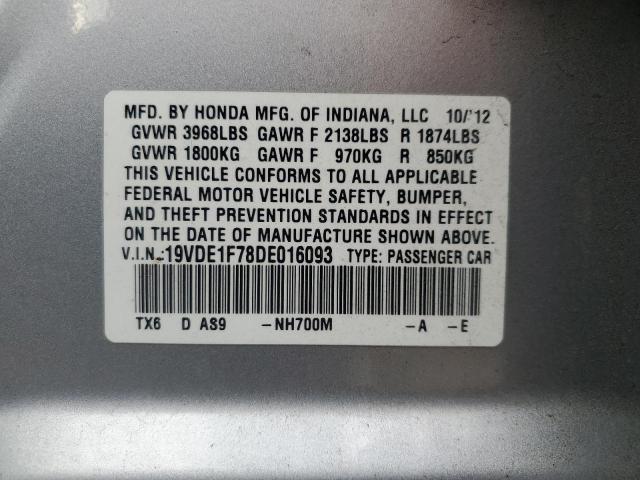 MFD. BY HONDA MFG. OF INDIANA, LLC 10/'12
GVWR 3968LBS GAWR F 2138LBS R 1874LBS
GVWR 1800KG GAWR F 970KG R 850KG
THIS VEHICLE CONFORMS TO ALL APPLICABLE
FEDERAL MOTOR VEHICLE SAFETY, BUMPER,
AND THEFT PREVENTION STANDARDS IN EFFECT
ON THE DATE OF MANUFACTURE SHOWN ABOVE.
V.I.N.:19VDE1F78DE016093 TYPE: PASSENGER CAR
TX6 D AS9 -NH700M -A -E